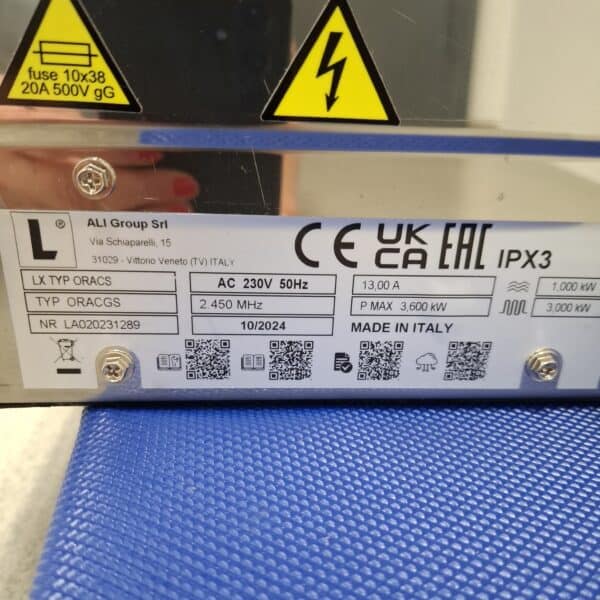 fuse 10x38
20A 500V gG
L ®
ALI Group Srl
Via Schiaparelli, 15
31029 - Vittorio Veneto (TV) ITALY
CE UK CA EAC IPX3
LX TYP ORACS
TYP ORACGS
NR LA020231289
AC 230V 50Hz
2.450 MHz
10/2024
13,00 A
P MAX 3,600 kW
MADE IN ITALY
1,000 kW
3,000 kW